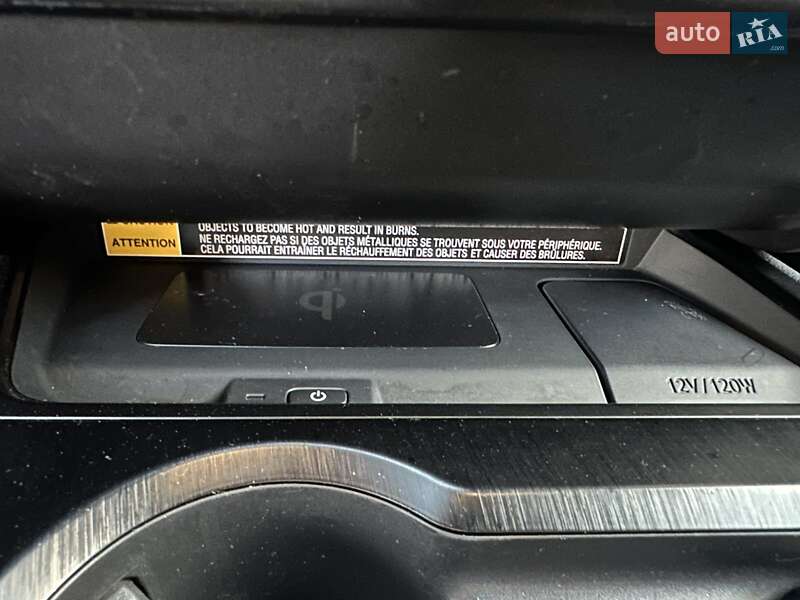 auto RIA
.com
OBJECTS TO BECOME HOT AND RESULT IN BURNS.
ATTENTION
NE RECHARGEZ PAS SI DES OBJETS MÉTALLIQUES SE TROUVENT SOUS VOTRE PÉRIPHÉRIQUE.
CELA POURRAIT ENTRAÎNER LE RÉCHAUFFEMENT DES OBJETS ET CAUSER DES BRÛLURES.
12V/120W